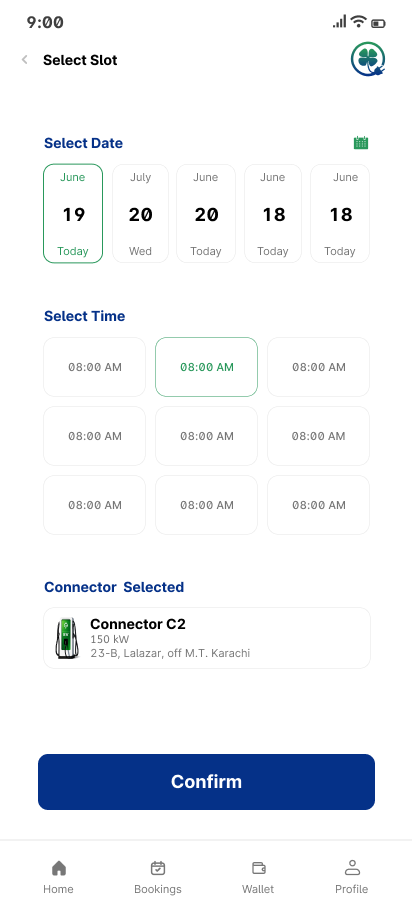 9:00
Select Slot
Select Date
June July June June June
19 20 20 18 18
Today Wed Today Today Today
Select Time
08:00 AM 08:00 AM 08:00 AM
08:00 AM 08:00 AM 08:00 AM
08:00 AM 08:00 AM 08:00 AM
Connector Selected
Connector C2
150 kW
23-B, Lalazar, off M.T. Karachi
Confirm
Home Bookings Wallet Profile